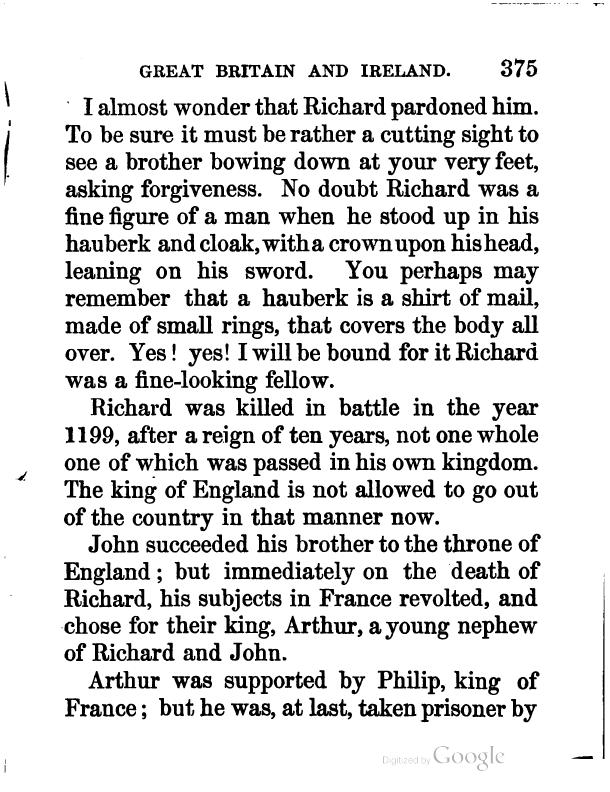 GREAT BRITAIN AND IRELAND. 375
I almost wonder that Richard pardoned him.
To be sure it must be rather a cutting sight to
see a brother bowing down at your very feet,
asking forgiveness. No doubt Richard was a
fine figure of a man when he stood up in his
hauberk and cloak, with a crown upon his head,
leaning on his sword. You perhaps may
remember that a hauberk is a shirt of mail,
made of small rings, that covers the body all
over. Yes! yes! I will be bound for it Richard
was a fine-looking fellow.
Richard was killed in battle in the year
1199, after a reign of ten years, not one whole
one of which was passed in his own kingdom.
The king of England is not allowed to go out
of the country in that manner now.
John succeeded his brother to the throne of
England; but immediately on the death of
Richard, his subjects in France revolted, and
chose for their king, Arthur, a young nephew
of Richard and John.
Arthur was supported by Philip, king of
France; but he was, at last, taken prisoner by
Digitized by Google